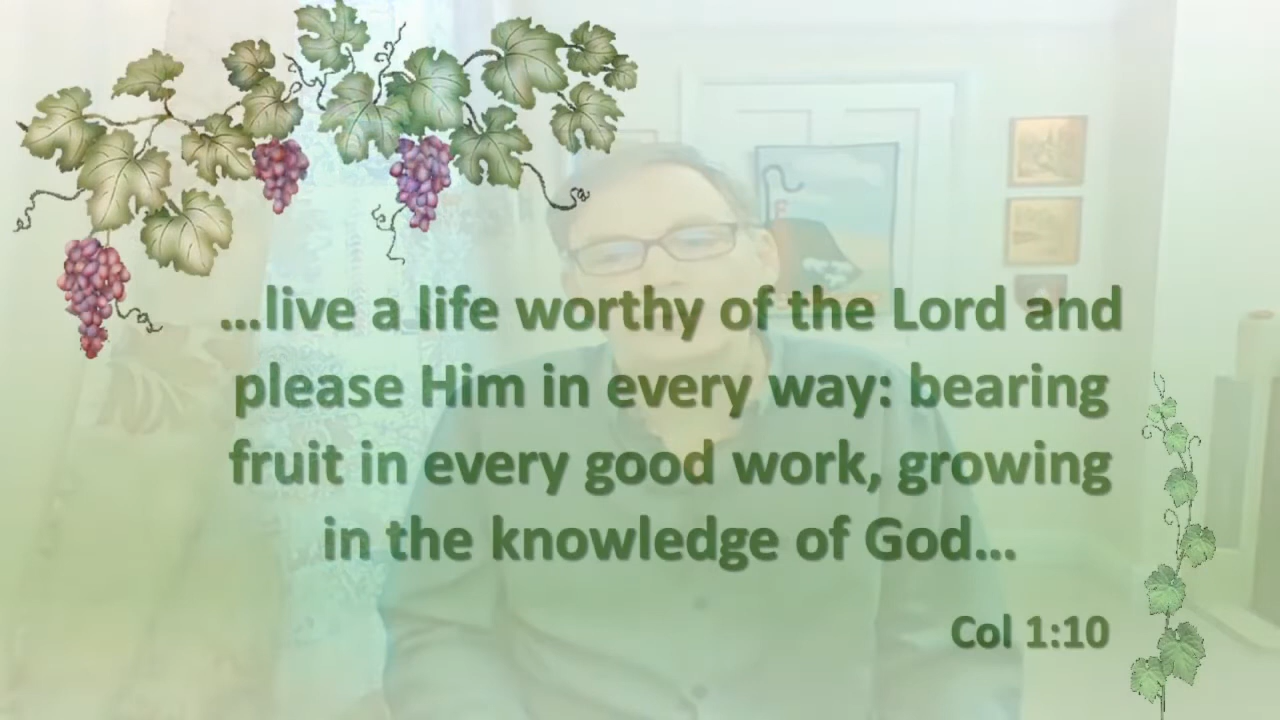 …live a life worthy of the Lord and
please Him in every way: bearing
fruit in every good work, growing
in the knowledge of God…
Col 1:10